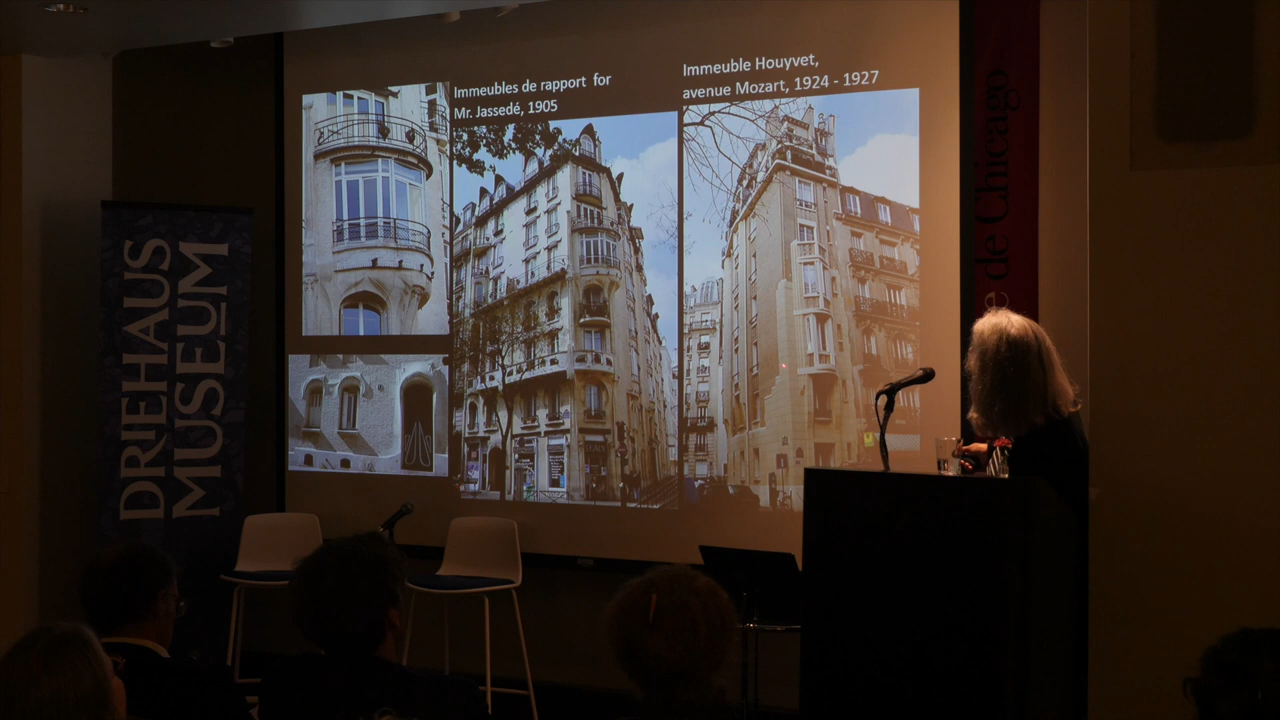 Immeubles de rapport for
Mr. Jassedé, 1905
Immeuble Houyvet,
avenue Mozart, 1924 - 1927
DRIEHAUS
MUSEUM
de Chicago